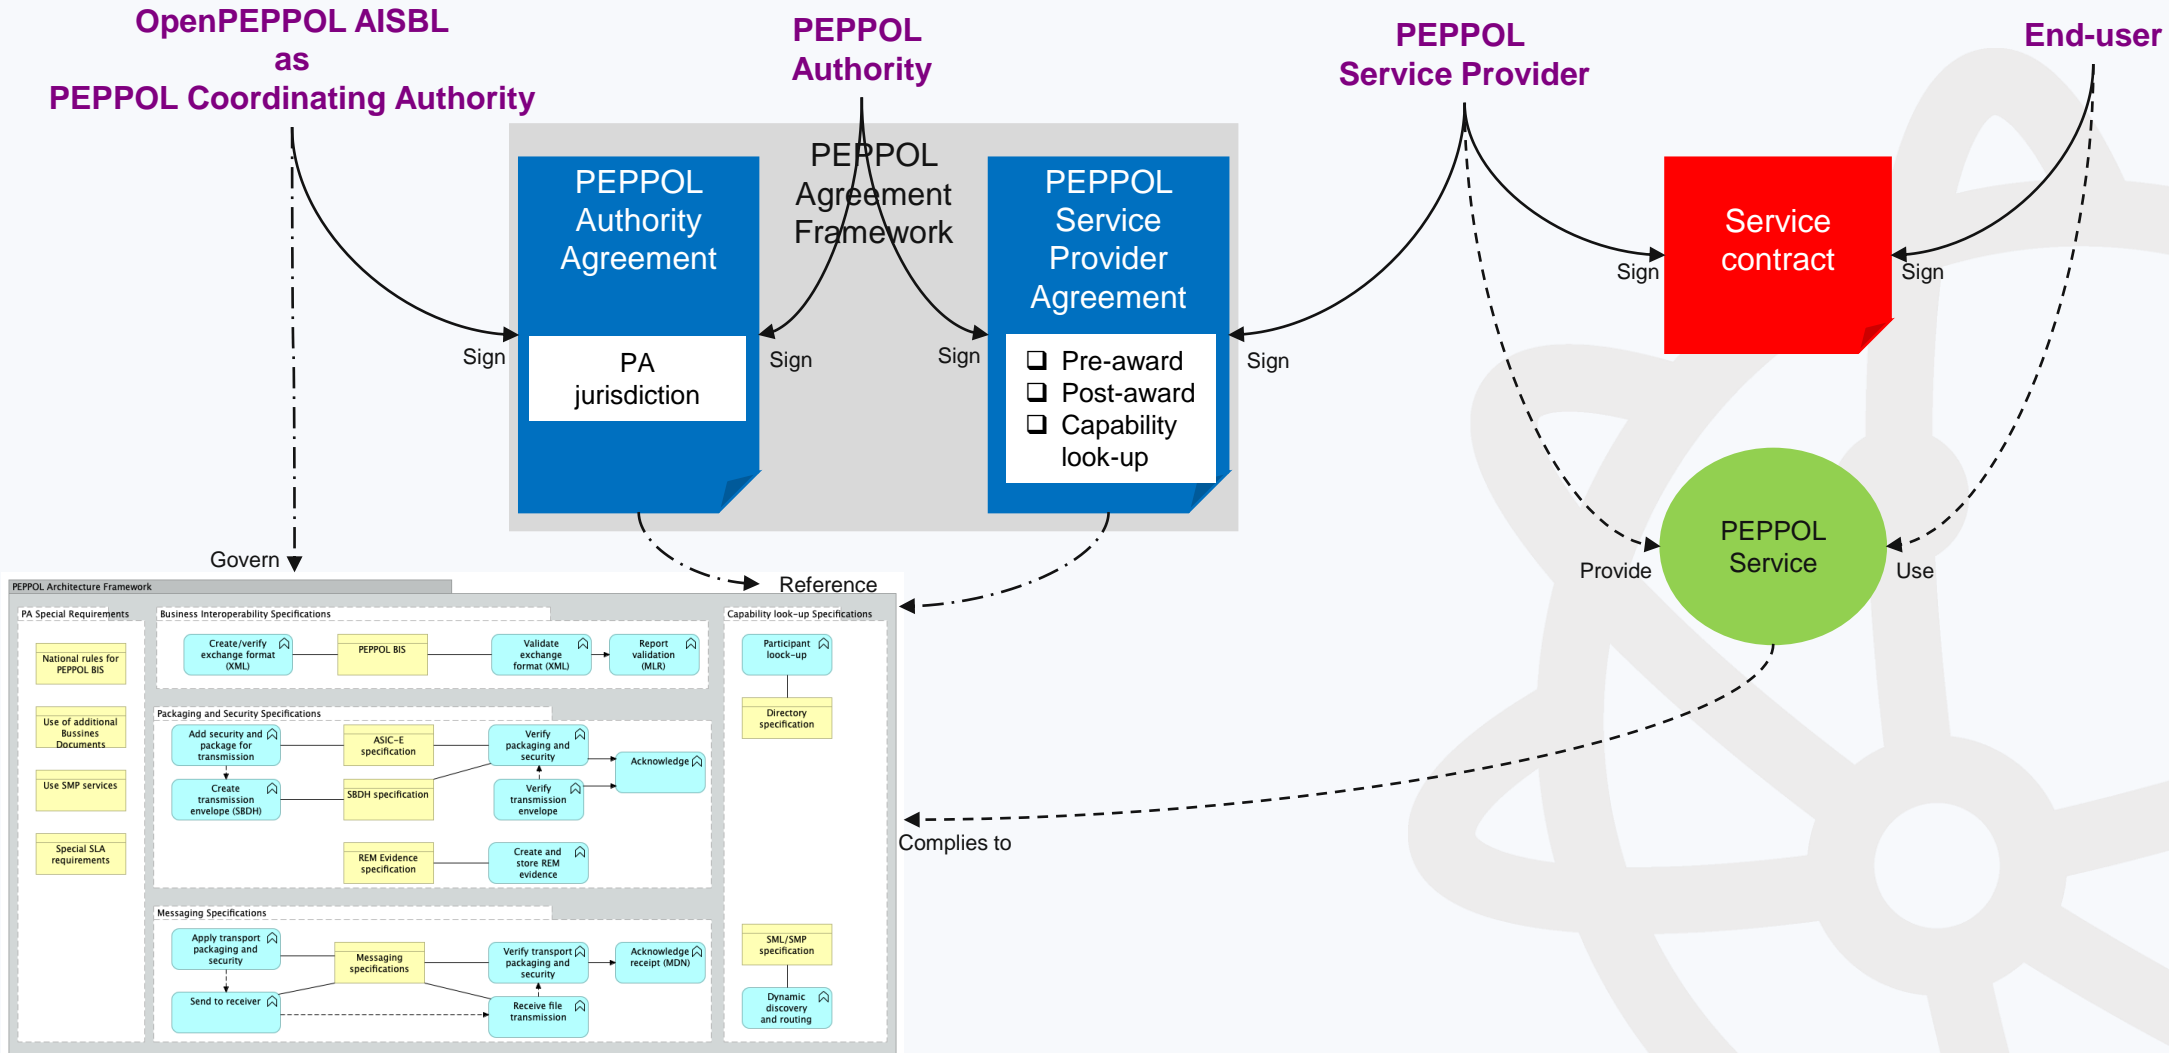 OpenPEPPOL AISBL
as
PEPPOL Coordinating Authority
PEPPOL
Authority
PEPPOL
Service Provider
End-user
PEPPOL
Agreement
Framework
PEPPOL
Authority
Agreement
PA
jurisdiction
PEPPOL
Service
Provider
Agreement
❑ Pre-award
❑ Post-award
❑ Capability
look-up
Service
contract
Sign
Sign
Sign
Sign
Sign
Sign
PEPPOL
Service
Provide
Use
Govern
Reference
Complies to
PEPPOL Architecture Framework
PA Special Requirements
National rules for
PEPPOL BIS
Use of additional
Bussines
Documents
Use SMP services
Special SLA
requirements
Business Interoperability Specifications
Create/verify
exchange format
(XML)
PEPPOL BIS
Validate
exchange
format (XML)
Report
validation
(MLR)
Packaging and Security Specifications
Add security and
package for
transmission
ASIC-E
specification
Verify
packaging and
security
Acknowledge
Create
transmission
envelope (SBDH)
SBDH specification
Verify
transmission
envelope
REM Evidence
specification
Create and
store REM
evidence
Messaging Specifications
Apply transport
packaging and
security
Messaging
specifications
Verify transport
packaging and
security
Acknowledge
receipt (MDN)
Send to receiver
Receive file
transmission
Capability look-up Specifications
Participant
loock-up
Directory
specification
SML/SMP
specification
Dynamic
discovery
and routing